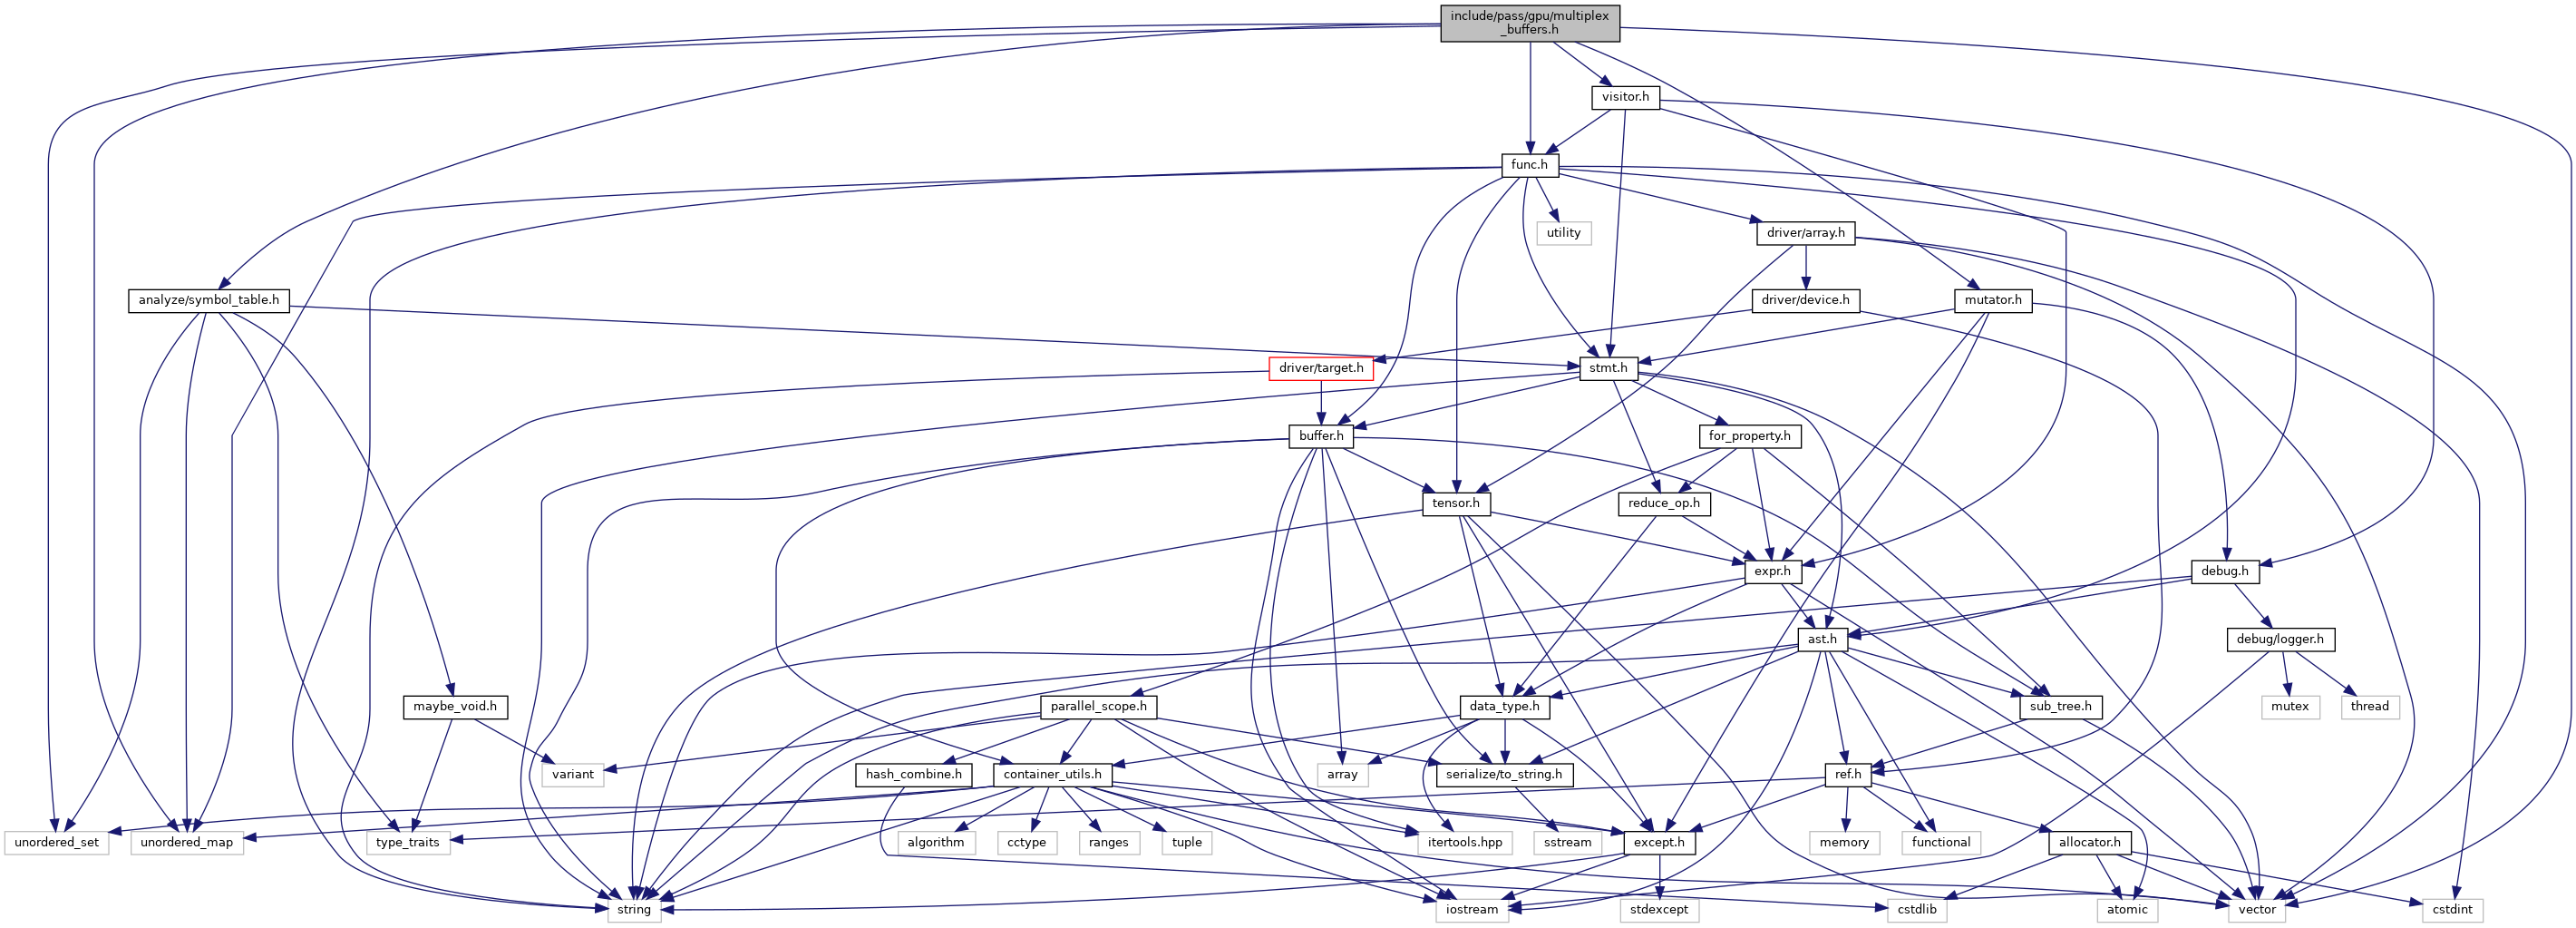 include/pass/gpu/multiplex
_buffers.h
visitor.h
func.h
utility
driver/array.h
analyze/symbol_table.h
driver/device.h
mutator.h
driver/target.h
stmt.h
buffer.h
for_property.h
tensor.h
reduce_op.h
expr.h
debug.h
ast.h
debug/logger.h
maybe_void.h
parallel_scope.h
data_type.h
sub_tree.h
mutex
thread
variant
hash_combine.h
container_utils.h
array
serialize/to_string.h
ref.h
unordered_set
unordered_map
type_traits
algorithm
cctype
ranges
tuple
itertools.hpp
sstream
except.h
memory
functional
allocator.h
string
iostream
stdexcept
cstdlib
atomic
vector
cstdint